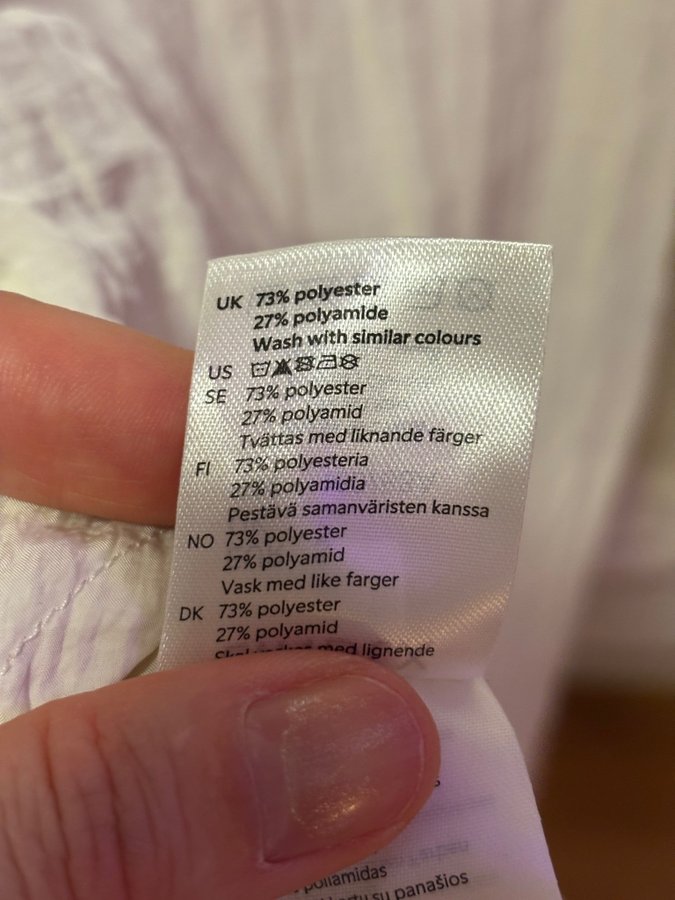 UK 73% polyester
27% polyamide
Wash with similar colours
US
SE 73% polyester
27% polyamid
Tvättas med liknande färger
FI 73% polyesteria
27% polyamidia
Pestävä samanväristen kanssa
NO 73% polyester
27% polyamid
Vask med like farger
DK 73% polyester
27% polyamid
med lignende
poliamidas
su panašios